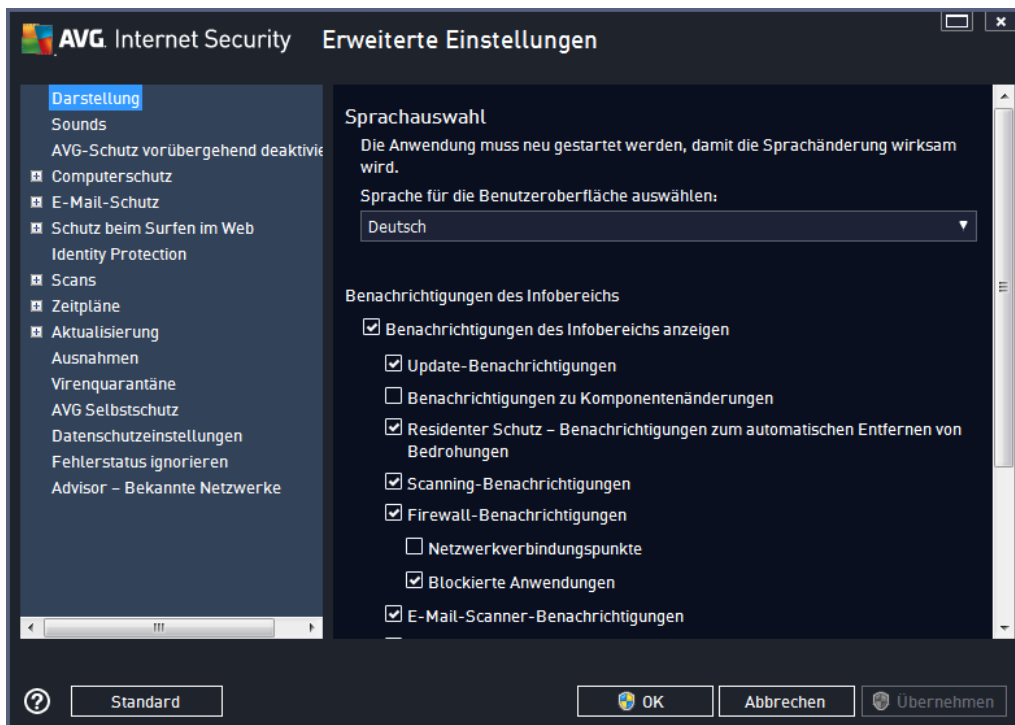 AVG. Internet Security Erweiterte Einstellungen
Darstellung
Sounds
AVG-Schutz vorübergehend deaktivie
Computerschutz
E-Mail-Schutz
Schutz beim Surfen im Web
Identity Protection
Scans
Zeitpläne
Aktualisierung
Ausnahmen
Virenquarantäne
AVG Selbstschutz
Datenschutzeinstellungen
Fehlerstatus ignorieren
Advisor – Bekannte Netzwerke
Sprachauswahl
Die Anwendung muss neu gestartet werden, damit die Sprachänderung wirksam
wird.
Sprache für die Benutzeroberfläche auswählen:
Deutsch
Benachrichtigungen des Infobereichs
Benachrichtigungen des Infobereichs anzeigen
Update-Benachrichtigungen
Benachrichtigungen zu Komponentenänderungen
Residenter Schutz – Benachrichtigungen zum automatischen Entfernen von
Bedrohungen
Scanning-Benachrichtigungen
Firewall-Benachrichtigungen
Netzwerkverbindungspunkte
Blockierte Anwendungen
E-Mail-Scanner-Benachrichtigungen
Standard
OK
Abbrechen
Übernehmen